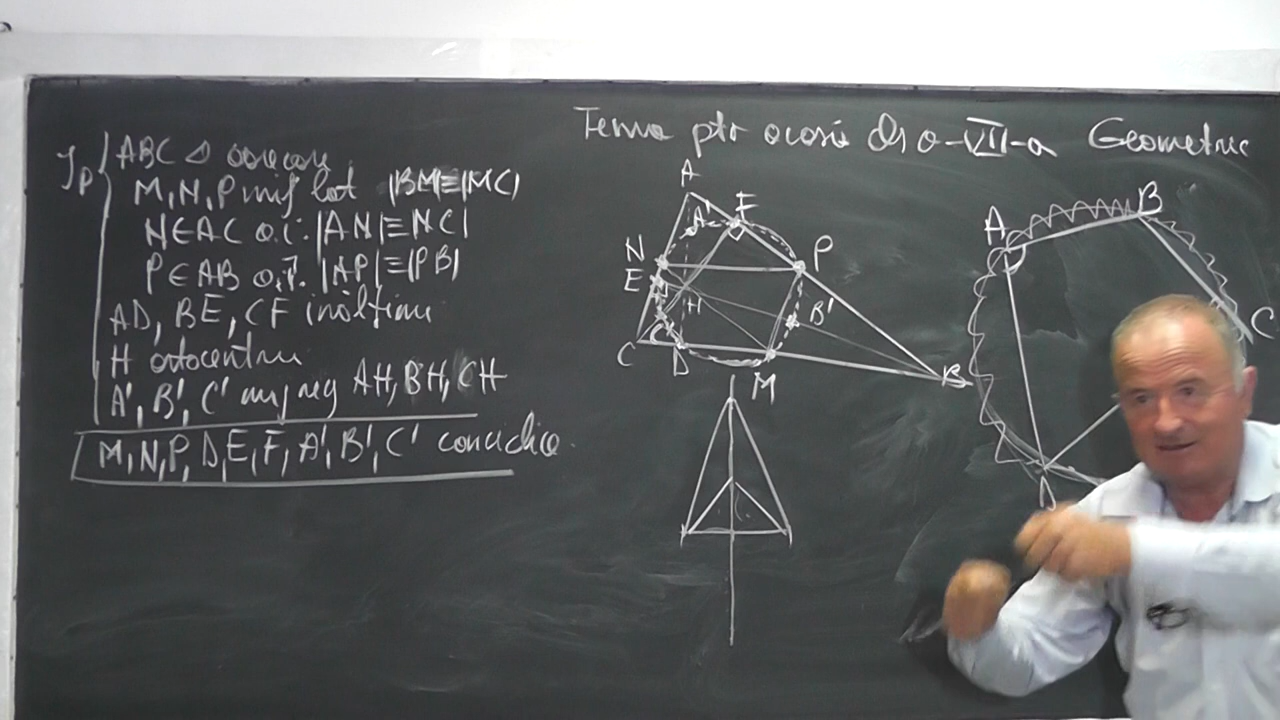 Tema ptr acasă cls a-VII-a Geometrie
Ip ABC Δ oarecare
M, N, P mij lat |BM|≡|MC|
N∈AC a.î. |AN|≡|NC|
P∈AB a.î. |AP|≡|PB|
AD, BE, CF înălțimi
H ortocentru
A', B', C' mij seg AH, BH, CH
M, N, P, D, E, F, A', B', C' conciclice.
A
A'
F
N
P
E
H
B'
C
C'
D
M
B
A
B
C